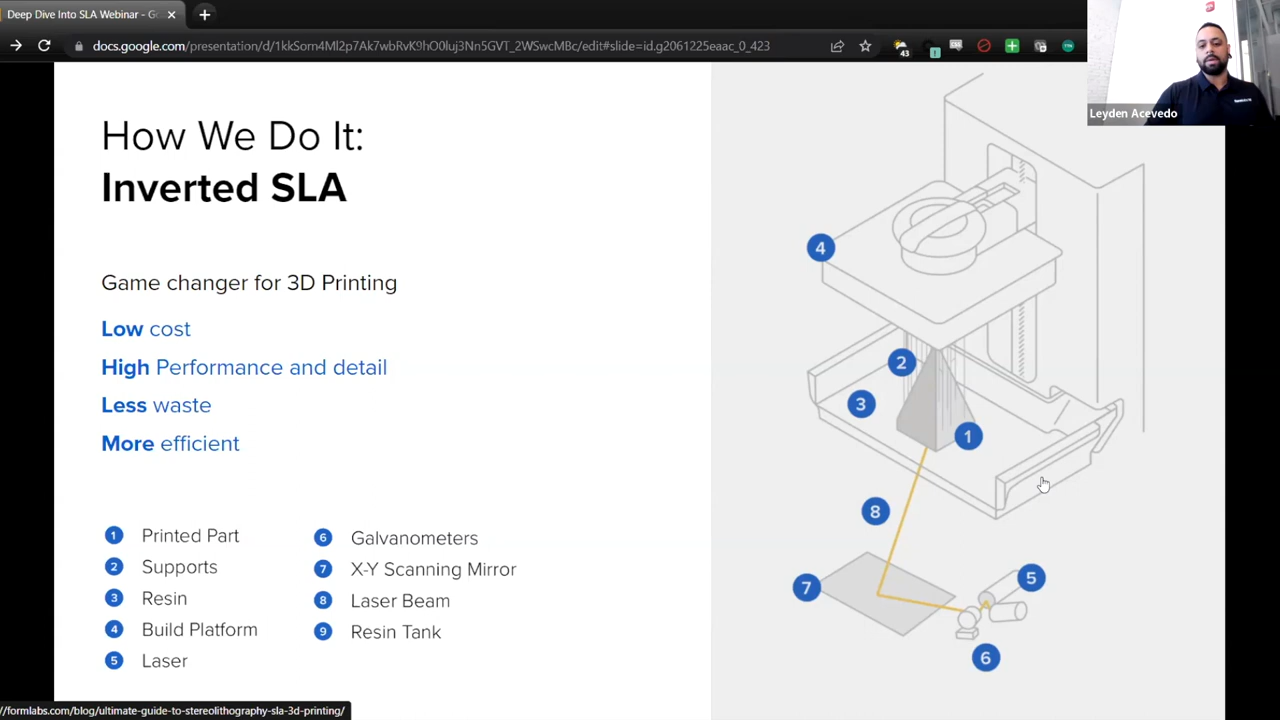 Deep Dive Into SLA Webinar - Go
docs.google.com/presentation/d/1kkSom4Ml2p7Ak7wbRvK9hO0luj3Nn5GVT_2WSwcMBc/edit#slide=id.g2061225eaac_0_423
43
Leyden Acevedo
How We Do It:
Inverted SLA
Game changer for 3D Printing
Low cost
High Performance and detail
Less waste
More efficient
1 Printed Part
2 Supports
3 Resin
4 Build Platform
5 Laser
6 Galvanometers
7 X-Y Scanning Mirror
8 Laser Beam
9 Resin Tank
4
2
3
1
8
7
5
6
//formlabs.com/blog/ultimate-guide-to-stereolithography-sla-3d-printing/